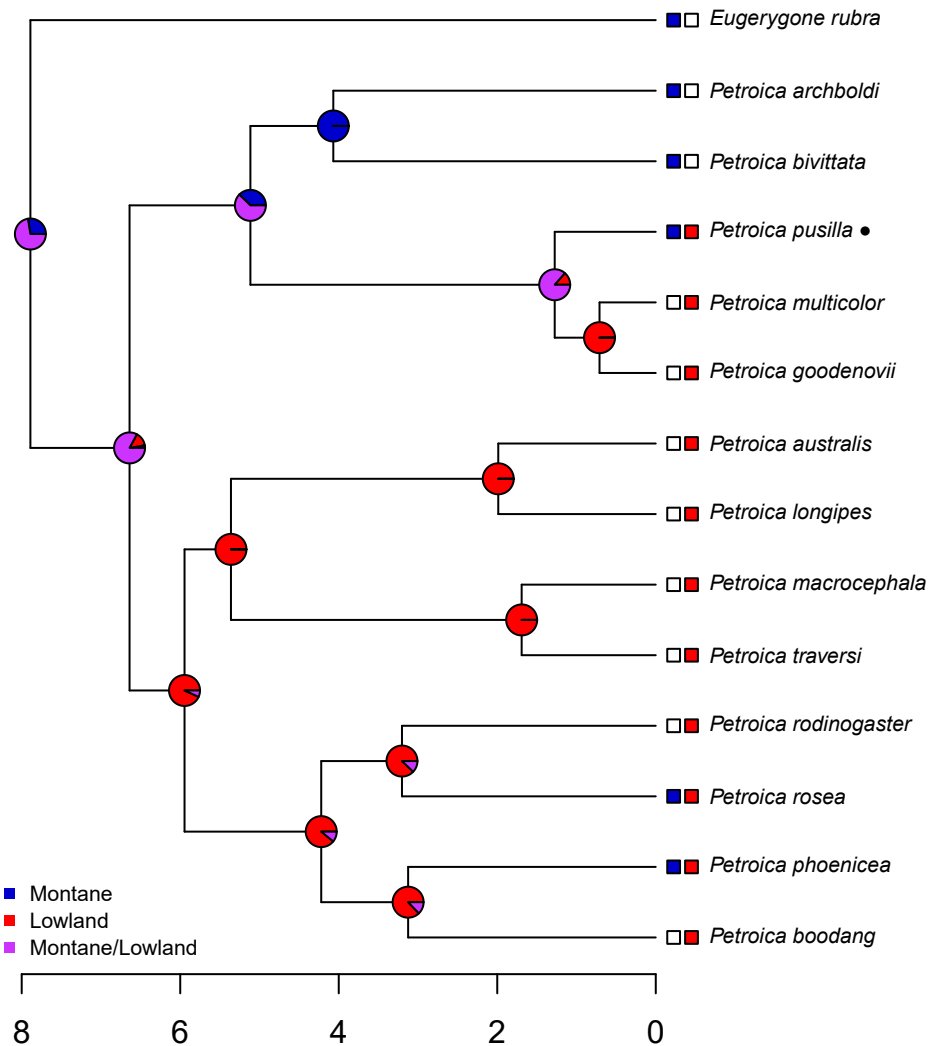 Eugerygone rubra
Petroica archboldi
Petroica bivittata
Petroica pusilla •
Petroica multicolor
Petroica goodenovii
Petroica australis
Petroica longipes
Petroica macrocephala
Petroica traversi
Petroica rodinogaster
Petroica rosea
Petroica phoenicea
Petroica boodang
Montane
Lowland
Montane/Lowland
8 6 4 2 0